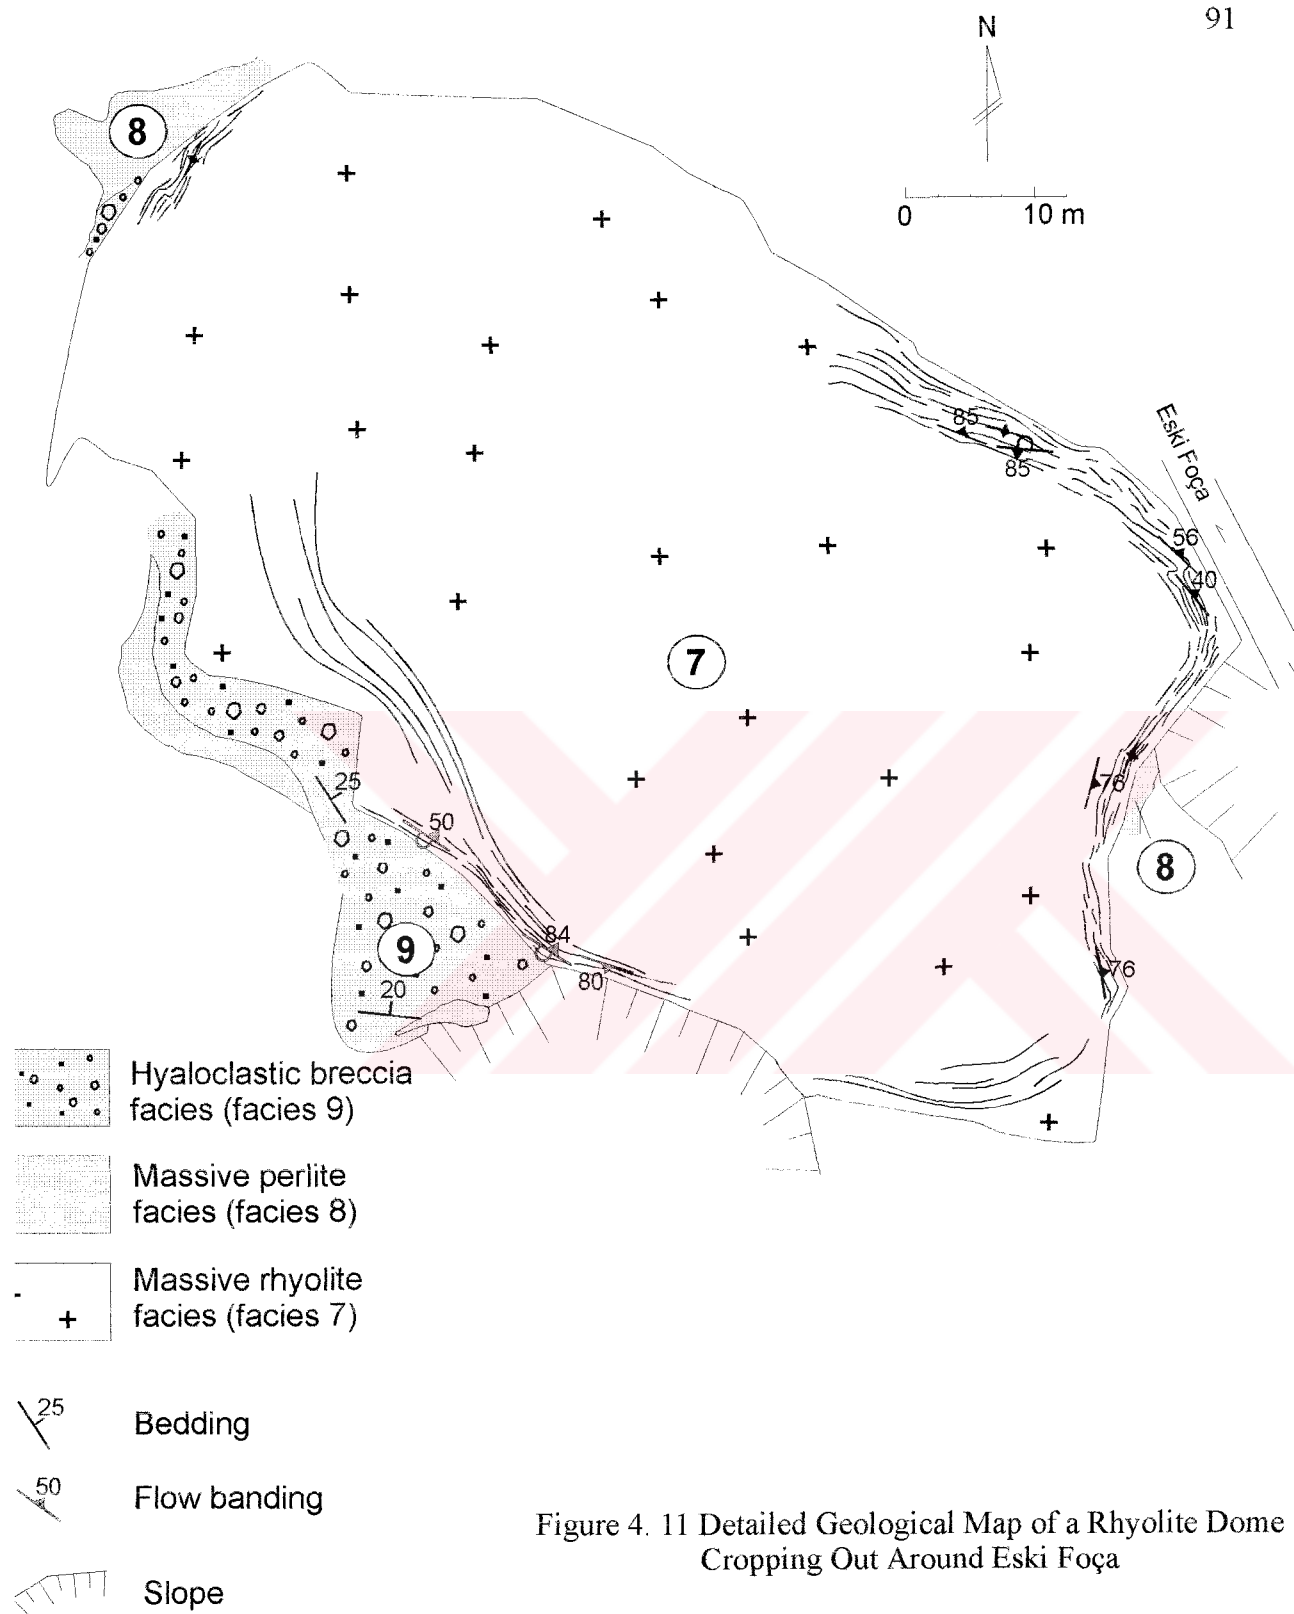 91
N
0 10 m
8
85
85
Eski Foça
56
40
7
25
50
76
8
9
84
80
76
20
Hyaloclastic breccia
facies (facies 9)
Massive perlite
facies (facies 8)
Massive rhyolite
facies (facies 7)
25
Bedding
50
Flow banding
Slope
Figure 4. 11 Detailed Geological Map of a Rhyolite Dome
Cropping Out Around Eski Foça